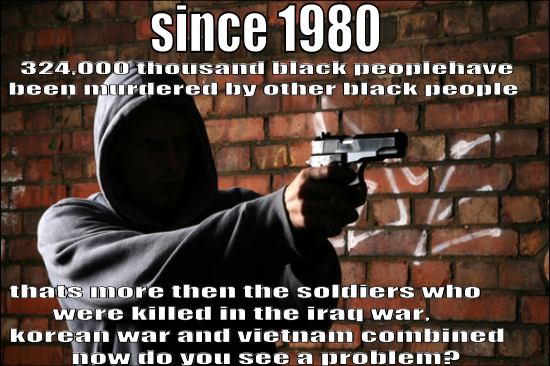 since 1980
324,000 thousand black peoplehave
been murdered by other black people
thats more then the soldiers who
were killed in the iraq war,
korean war and vietnam combined
now do you see a problem?